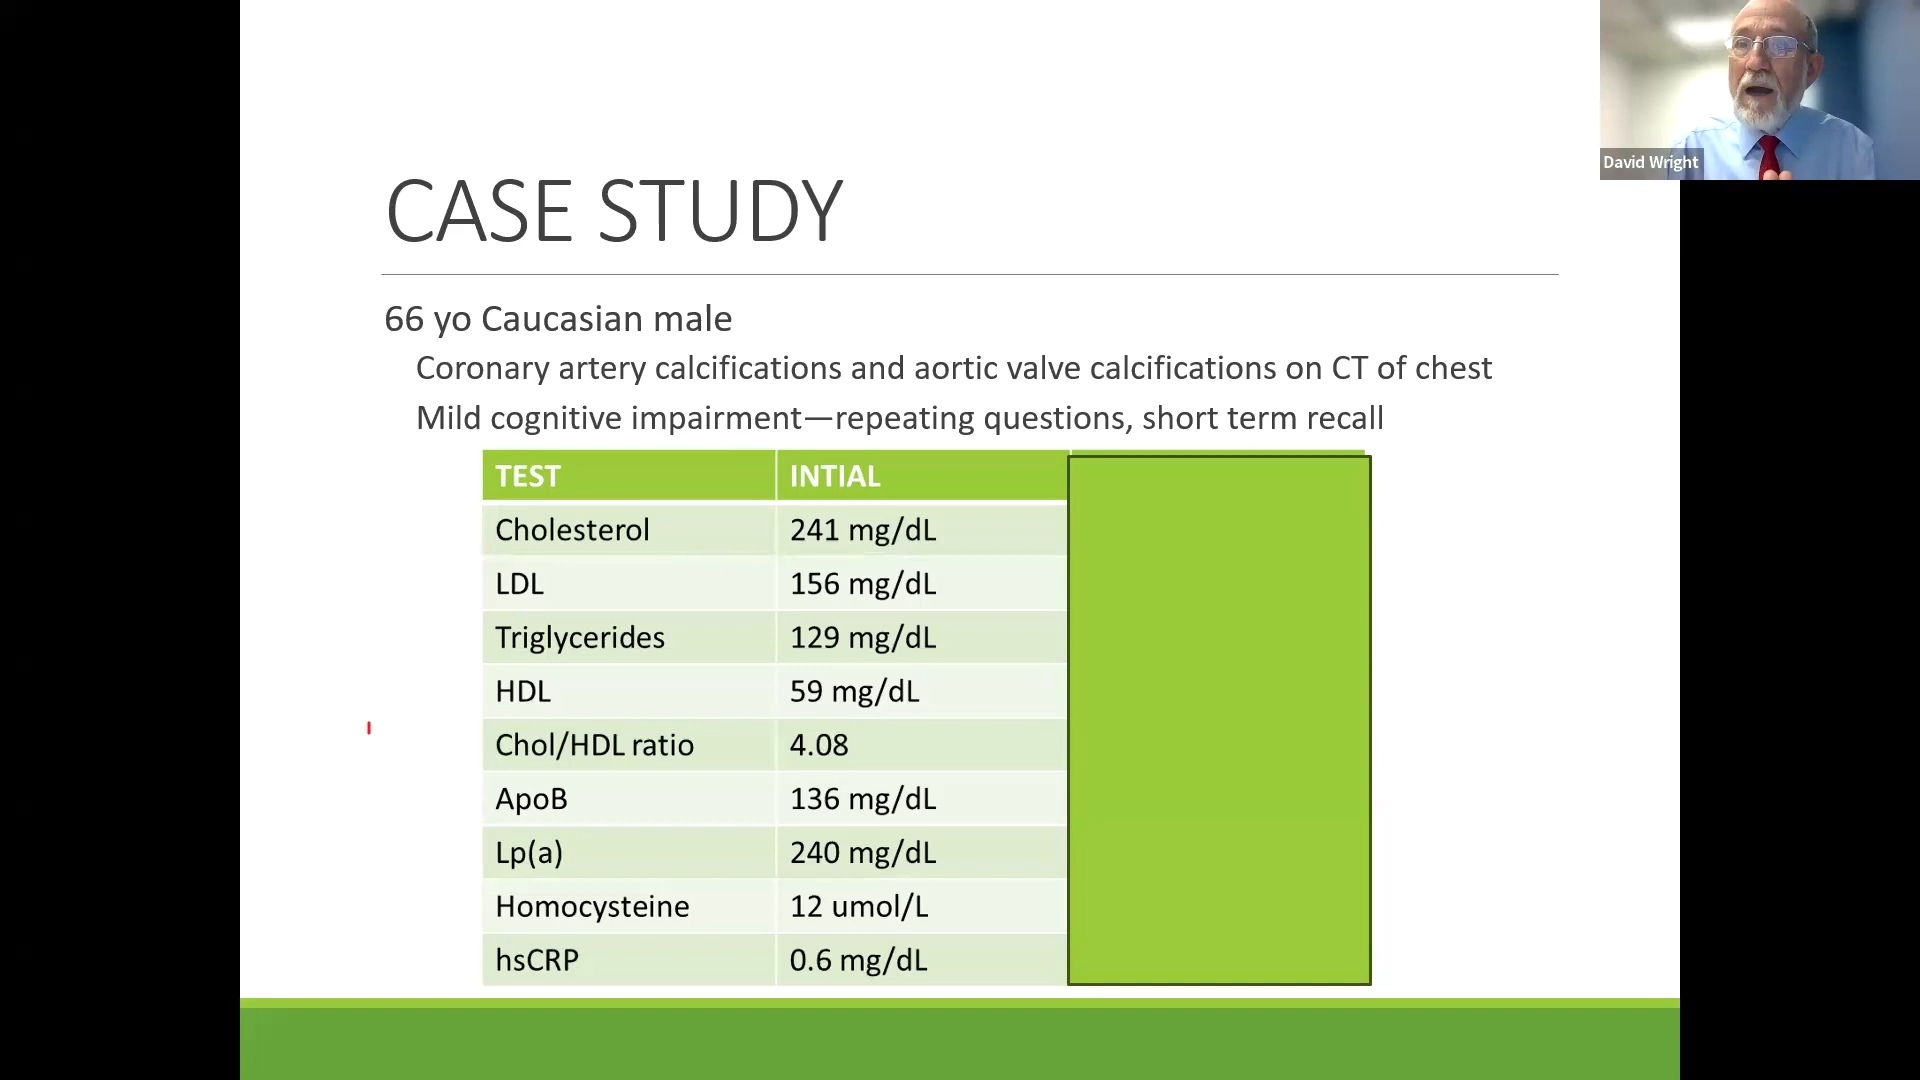 David Wright
CASE STUDY
66 yo Caucasian male
Coronary artery calcifications and aortic valve calcifications on CT of chest
Mild cognitive impairment—repeating questions, short term recall
TEST INTIAL
Cholesterol 241 mg/dL
LDL 156 mg/dL
Triglycerides 129 mg/dL
HDL 59 mg/dL
Chol/HDL ratio 4.08
ApoB 136 mg/dL
Lp(a) 240 mg/dL
Homocysteine 12 umol/L
hsCRP 0.6 mg/dL